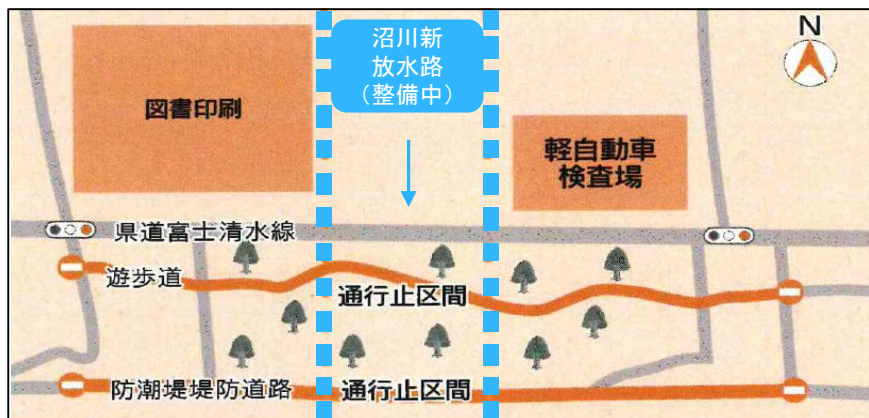 沼川新
放水路
（整備中）
N
図書印刷
軽自動車
検査場
県道富士清水線
遊歩道
通行止区間
防潮堤堤防道路
通行止区間